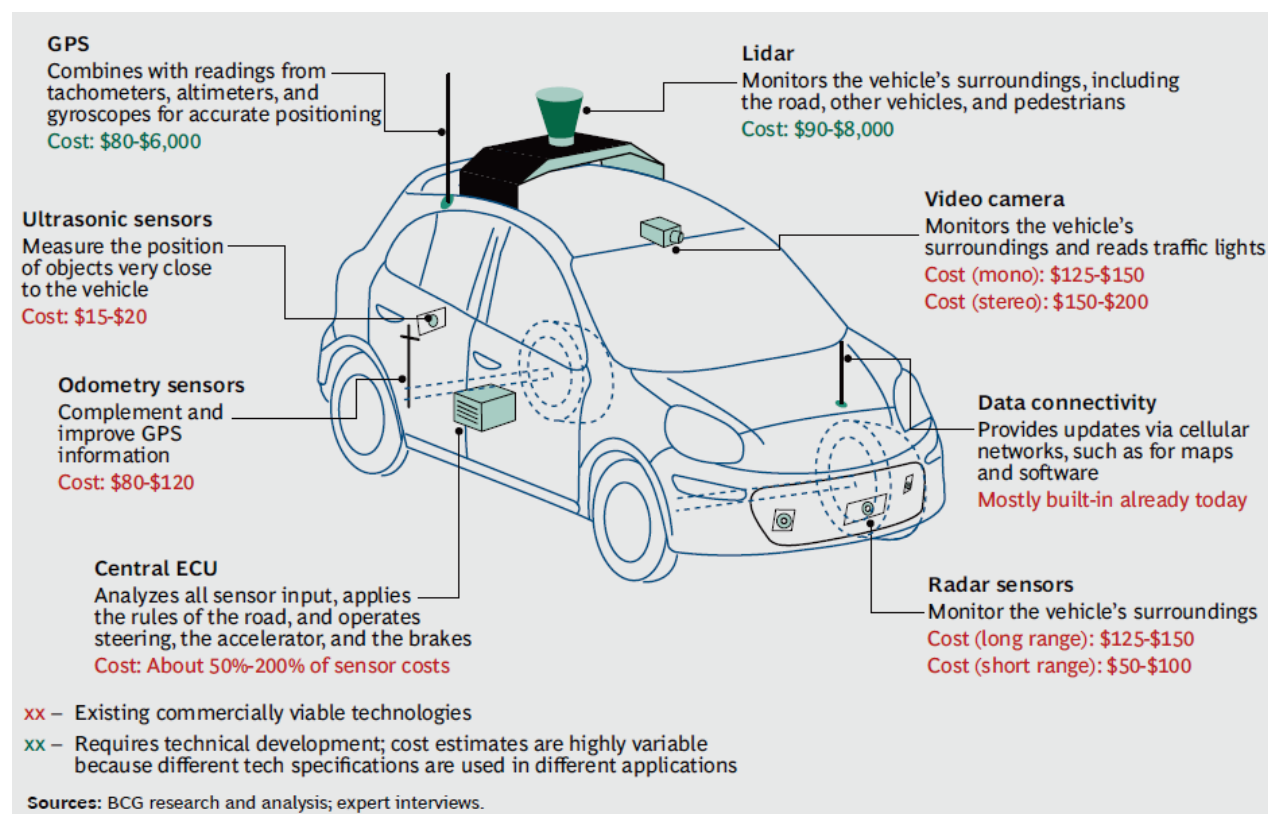 GPS
Combines with readings from
tachometers, altimeters, and
gyroscopes for accurate positioning
Cost: $80-$6,000
Lidar
Monitors the vehicle's surroundings, including
the road, other vehicles, and pedestrians
Cost: $90-$8,000
Video camera
Monitors the vehicle's
surroundings and reads traffic lights
Cost (mono): $125-$150
Cost (stereo): $150-$200
Ultrasonic sensors
Measure the position
of objects very close
to the vehicle
Cost: $15-$20
Odometry sensors
Complement and
improve GPS
information
Cost: $80-$120
Data connectivity
Provides updates via cellular
networks, such as for maps
and software
Mostly built-in already today
Central ECU
Analyzes all sensor input, applies
the rules of the road, and operates
steering, the accelerator, and the brakes
Cost: About 50%-200% of sensor costs
Radar sensors
Monitor the vehicle's surroundings
Cost (long range): $125-$150
Cost (short range): $50-$100
xx – Existing commercially viable technologies
xx – Requires technical development; cost estimates are highly variable
because different tech specifications are used in different applications
Sources: BCG research and analysis; expert interviews.